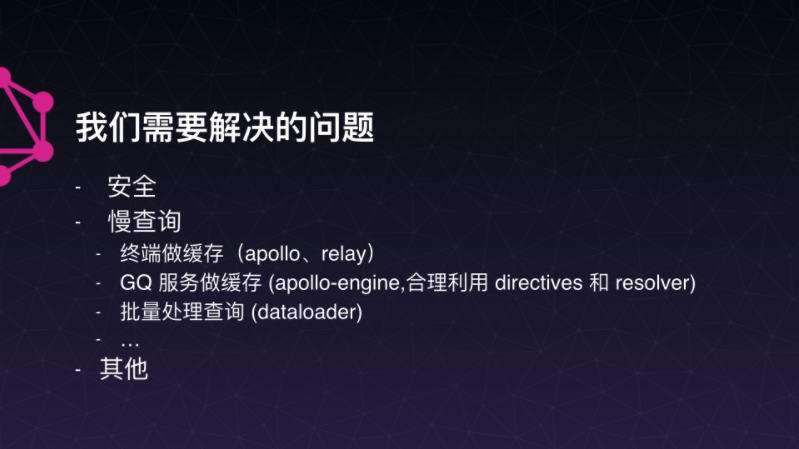 我们需要解决的问题
- 安全
- 慢查询
- 终端做缓存（apollo、relay）
- GQ 服务做缓存 (apollo-engine,合理利用 directives 和 resolver)
- 批量处理查询 (dataloader)
- …
- 其他